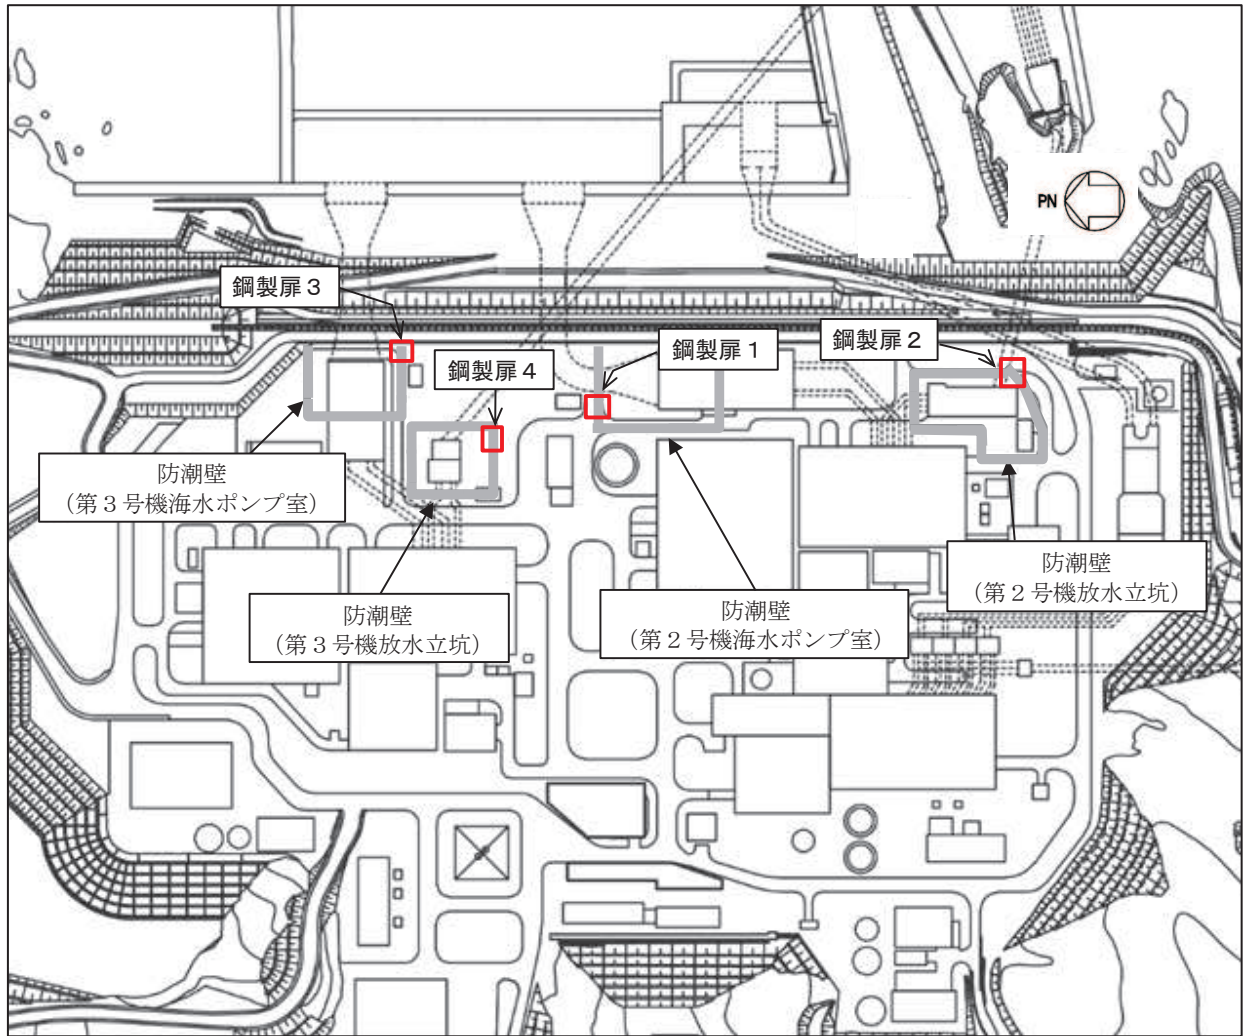 PN
鋼製扉３
鋼製扉４
鋼製扉１
鋼製扉２
防潮壁
（第３号機海水ポンプ室）
防潮壁
（第３号機放水立坑）
防潮壁
（第２号機海水ポンプ室）
防潮壁
（第２号機放水立坑）